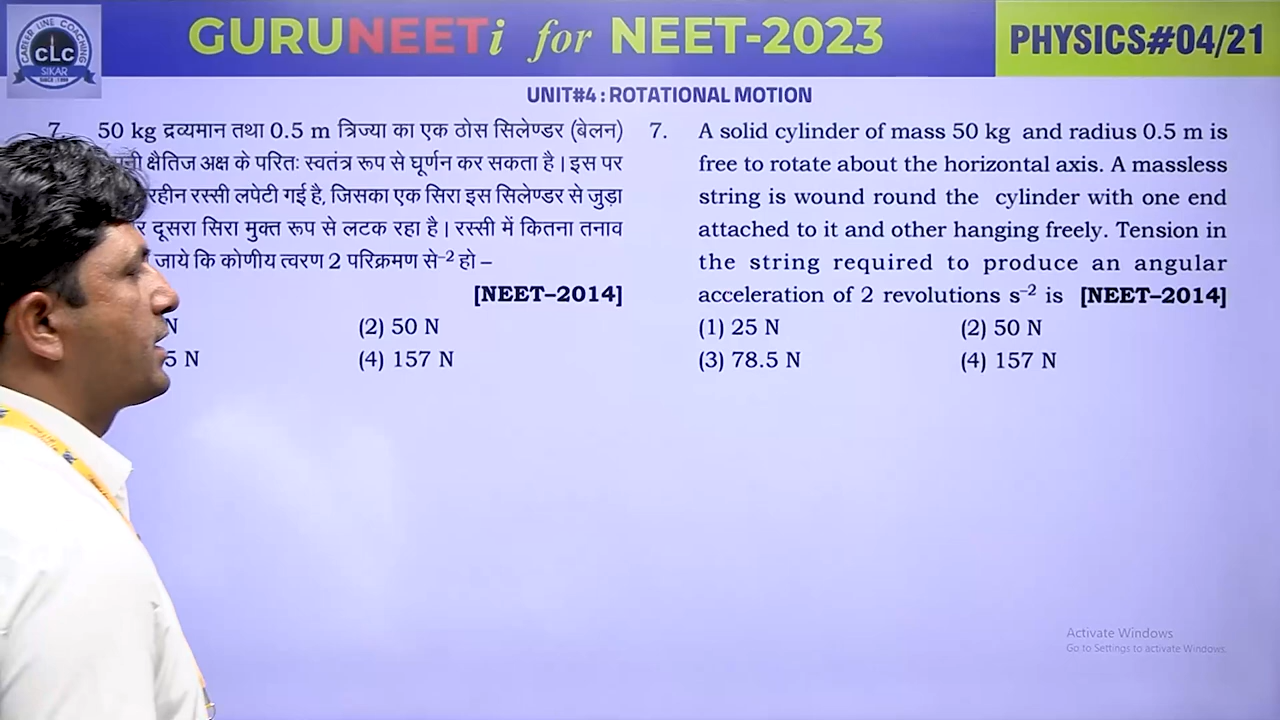 GURUNEETi for NEET-2023
PHYSICS#04/21
CAREER LINE COACHING
CLC
SIKAR
SINCE : 1996
UNIT#4 : ROTATIONAL MOTION
7. 50 kg द्रव्यमान तथा 0.5 m त्रिज्या का एक ठोस सिलेण्डर (बेलन)
क्षैतिज अक्ष के परितः स्वतंत्र रूप से घूर्णन कर सकता है। इस पर
रस्सी लपेटी गई है, जिसका एक सिरा इस सिलेण्डर से जुड़ा
दूसरा सिरा मुक्त रूप से लटक रहा है। रस्सी में कितना तनाव
जाये कि कोणीय त्वरण 2 परिक्रमण से⁻² हो –
[NEET–2014]
N (2) 50 N
5 N (4) 157 N
7. A solid cylinder of mass 50 kg and radius 0.5 m is
free to rotate about the horizontal axis. A massless
string is wound round the cylinder with one end
attached to it and other hanging freely. Tension in
the string required to produce an angular
acceleration of 2 revolutions s⁻² is [NEET–2014]
(1) 25 N (2) 50 N
(3) 78.5 N (4) 157 N
Activate Windows
Go to Settings to activate Windows.